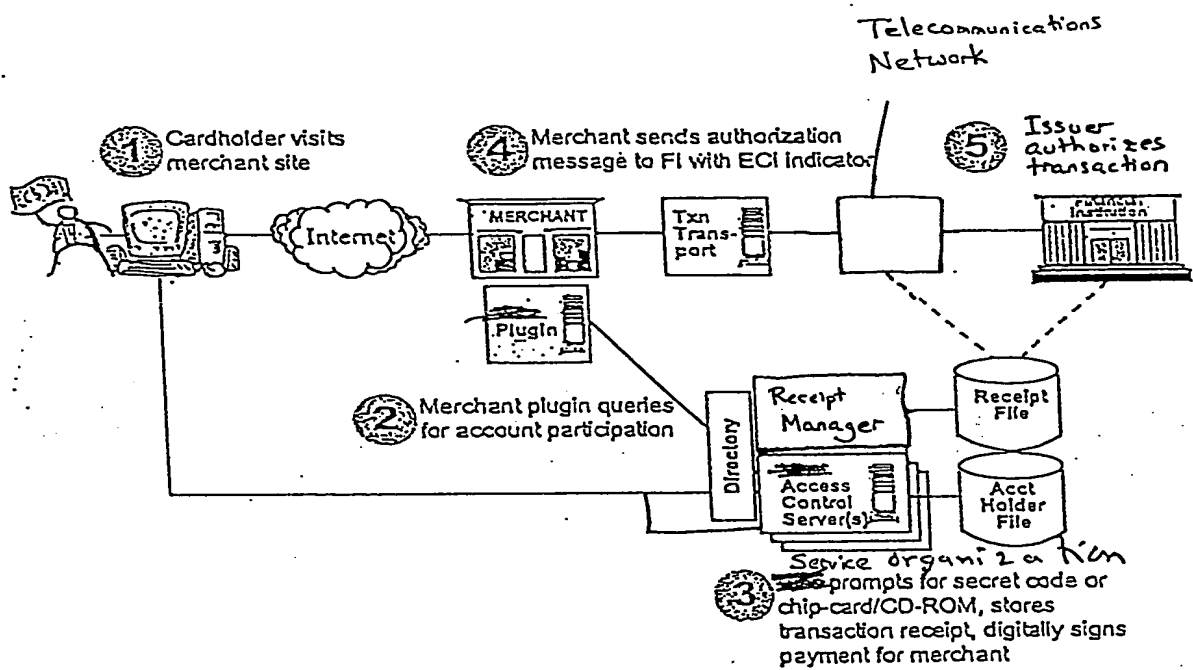 Telecommunications
Network
1
Cardholder visits
merchant site
4
Merchant sends authorization
message to FI with ECI indicator
5
Issuer
authorizes
transaction
Internet
MERCHANT
Txn
Trans-
port
Financial
Institution
Plugin
2
Merchant plugin queries
for account participation
Directory
Receipt
Manager
Receipt
File
Access
Control
Server(s)
Acct
Holder
File
Service organization
3
prompts for secret code or
chip-card/CD-ROM, stores
transaction receipt, digitally signs
payment for merchant